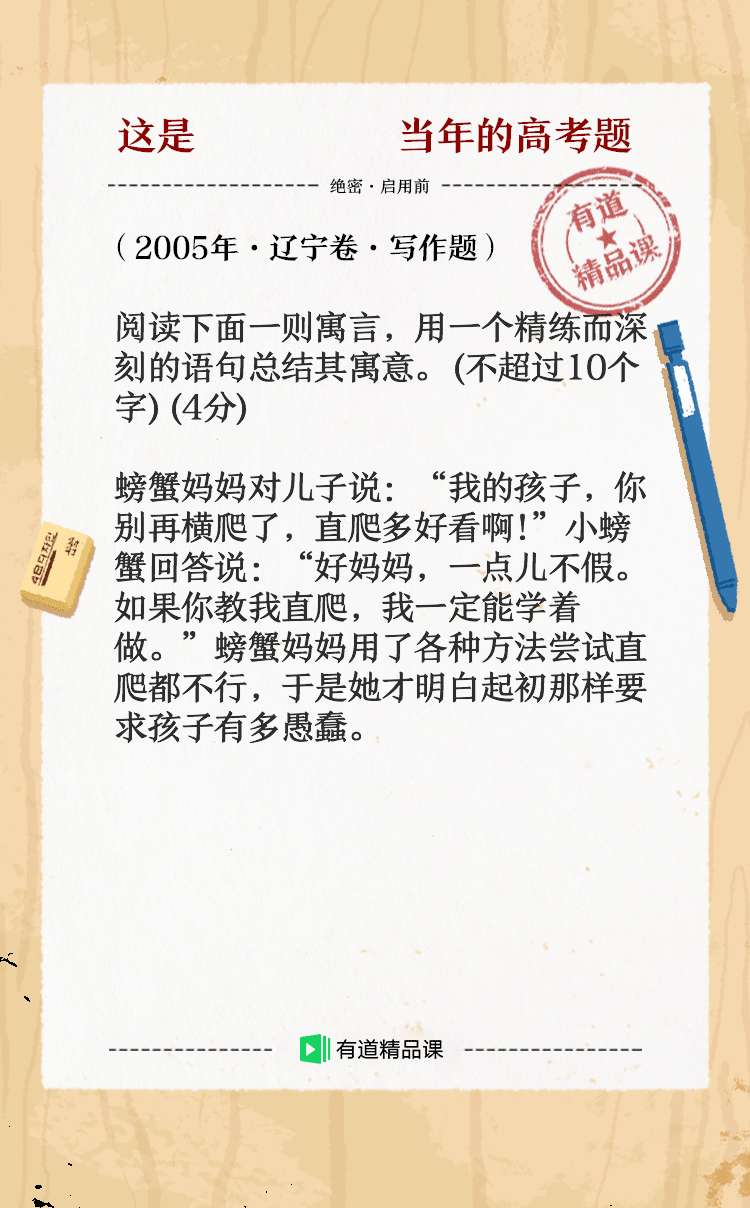 这是 当年的高考题
绝密·启用前
有道
精品课
（2005年·辽宁卷·写作题）
阅读下面一则寓言，用一个精练而深
刻的语句总结其寓意。(不超过10个
字) (4分)
螃蟹妈妈对儿子说：“我的孩子，你
别再横爬了，直爬多好看啊!”小螃
蟹回答说：“好妈妈，一点儿不假。
如果你教我直爬，我一定能学着
做。”螃蟹妈妈用了各种方法尝试直
爬都不行，于是她才明白起初那样要
求孩子有多愚蠢。
有道精品课